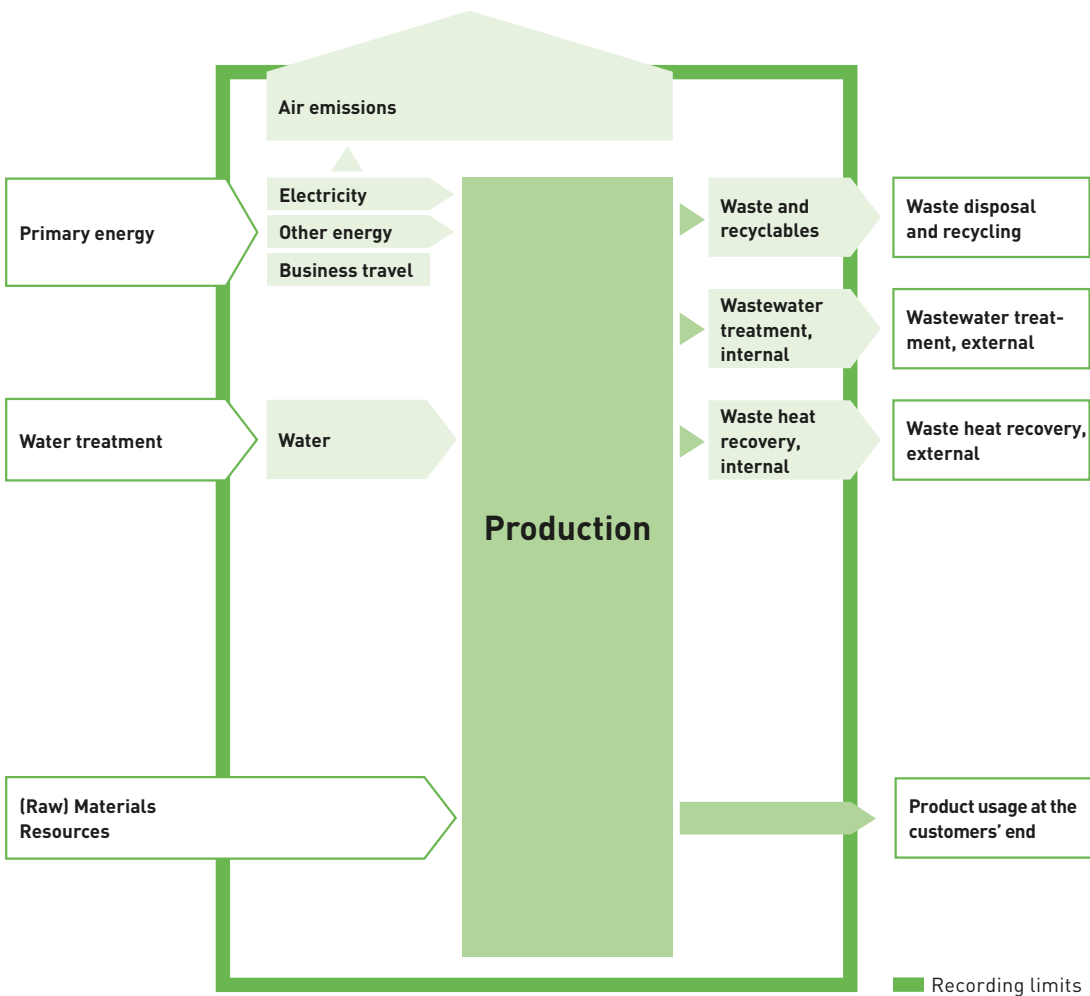 Air emissions
Primary energy
Electricity
Other energy
Business travel
Waste and
recyclables
Waste disposal
and recycling
Wastewater
treatment,
internal
Wastewater treat-
ment, external
Water treatment
Water
Waste heat
recovery,
internal
Waste heat recovery,
external
Production
(Raw) Materials
Resources
Product usage at the
customers’ end
Recording limits